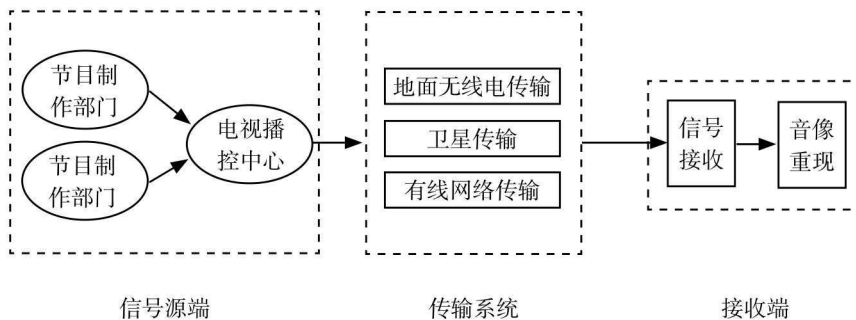 节目制
作部门
节目制
作部门
电视播
控中心
地面无线电传输
卫星传输
有线网络传输
信号
接收
音像
重现
信号源端
传输系统
接收端